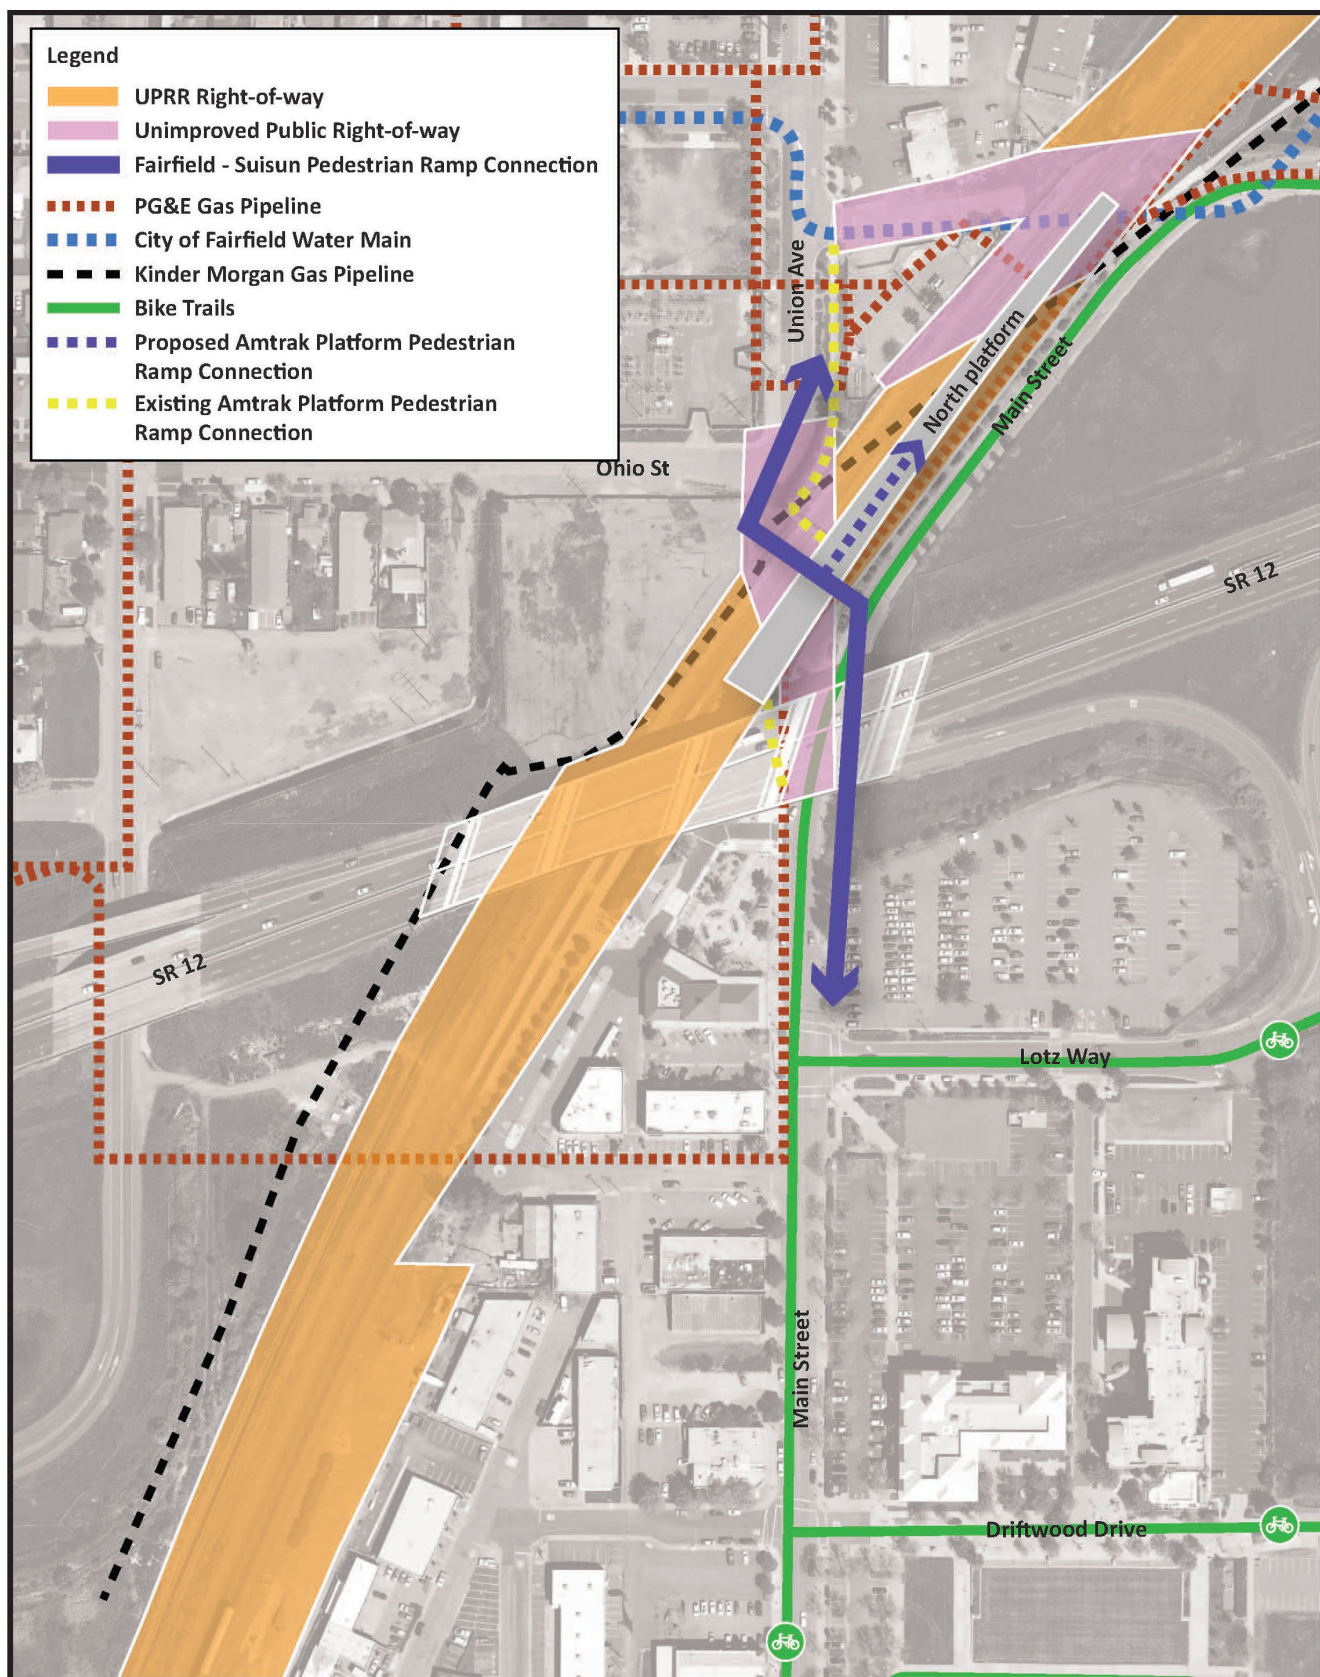 Legend
UPRR Right-of-way
Unimproved Public Right-of-way
Fairfield - Suisun Pedestrian Ramp Connection
PG&E Gas Pipeline
City of Fairfield Water Main
Kinder Morgan Gas Pipeline
Bike Trails
Proposed Amtrak Platform Pedestrian
Ramp Connection
Existing Amtrak Platform Pedestrian
Ramp Connection
Union Ave
North platform
Main Street
Ohio St
SR 12
SR 12
Lotz Way
Main Street
Driftwood Drive